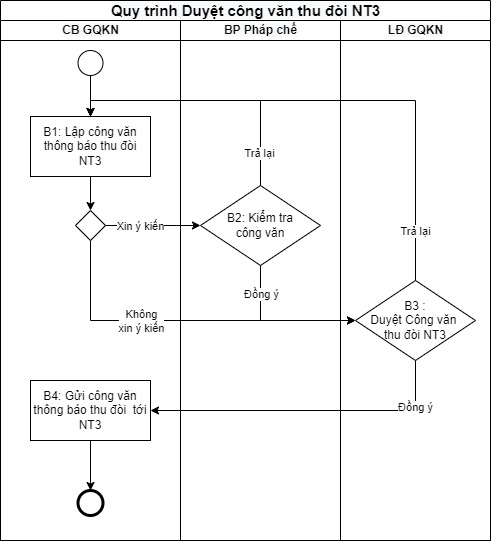 Quy trình Duyệt công văn thu đòi NT3
CB GQKN
BP Pháp chế
LĐ GQKN
B1: Lập công văn
thông báo thu đòi
NT3
Trả lại
Xin ý kiến
B2: Kiểm tra
công văn
Trả lại
Đồng ý
Không
xin ý kiến
B3 :
Duyệt Công văn
thu đòi NT3
B4: Gửi công văn
thông báo thu đòi tới
NT3
Đồng ý